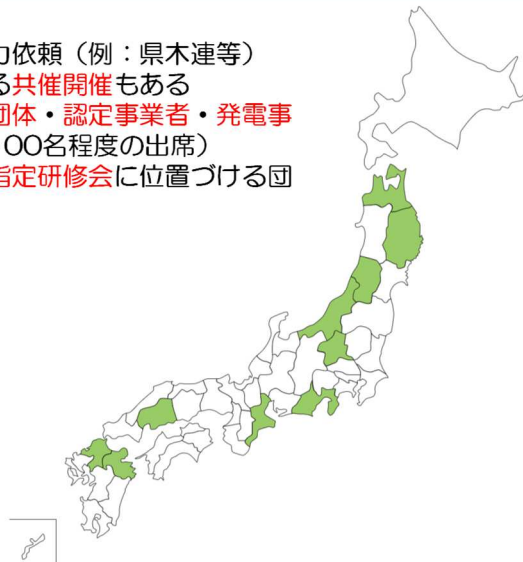 力依頼（例：県木連等）
る共催開催もある
団体・認定事業者・発電事
00名程度の出席）
指定研修会に位置づける団